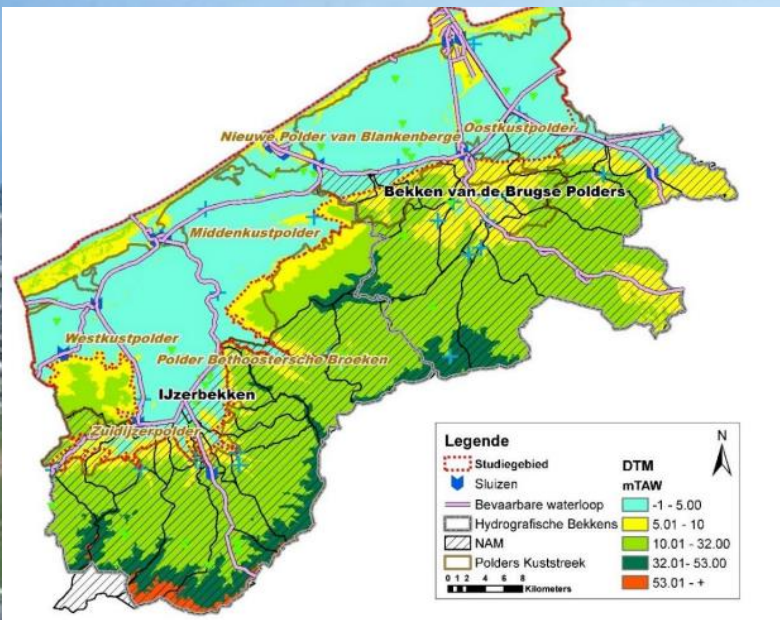 Nieuwe Polder van Blankenberge
Oostkustpolder
Bekken van de Brugse Polders
Middenkustpolder
Westkustpolder
Polder Bethoostersche Broeken
IJzerbekken
Zuidijzerpolder
Legende
Studiegebied
Sluizen
Bevaarbare waterloop
Hydrografische Bekkens
NAM
Polders Kuststreek
0 1 2 4 6 8
Kilometers
DTM
mTAW
-1 - 5.00
5.01 - 10
10.01 - 32.00
32.01- 53.00
53.01 - +
N